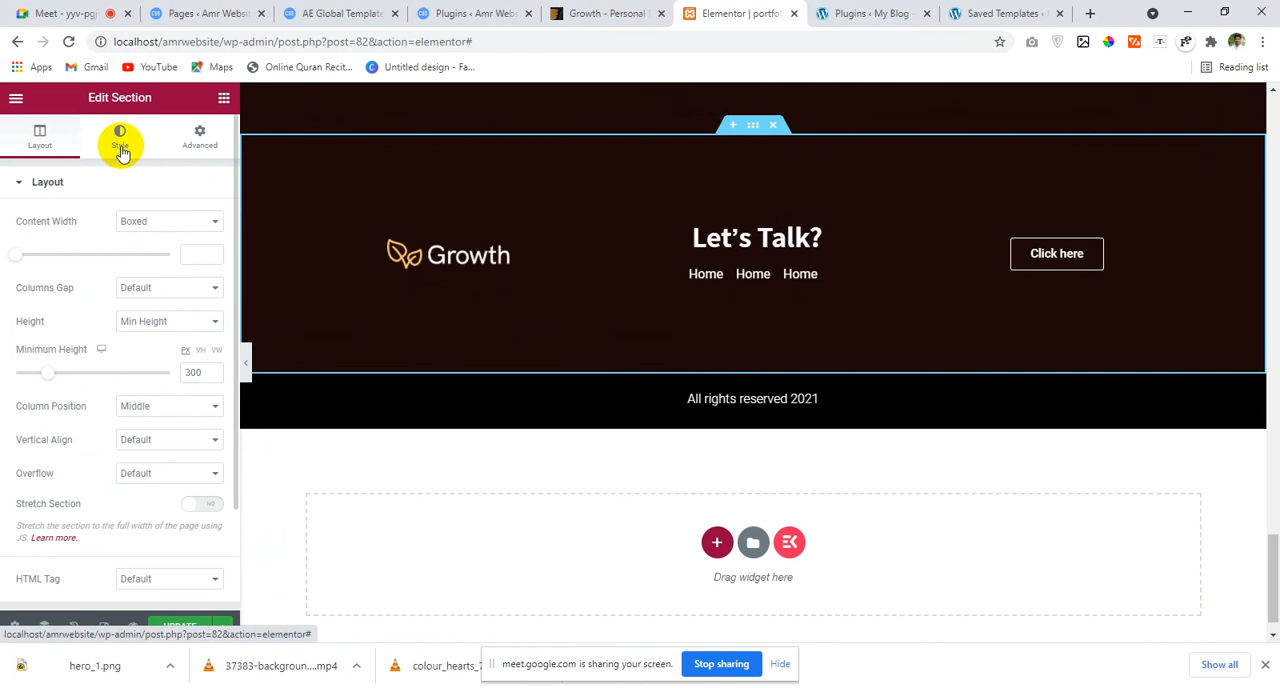 Meet - yyv-pgj
Pages ‹ Amr Websit
AE Global Template
Plugins ‹ Amr Webs
Growth - Personal
Elementor | portfol
Plugins ‹ My Blog –
Saved Templates ‹ M
localhost/amrwebsite/wp-admin/post.php?post=82&action=elementor#
Apps
Gmail
YouTube
Maps
Online Quran Recit...
Untitled design - Fa...
Reading list
Edit Section
Layout
Style
Advanced
Layout
Content Width
Boxed
Columns Gap
Default
Height
Min Height
Minimum Height
PX VH VW
300
Column Position
Middle
Vertical Align
Default
Overflow
Default
Stretch Section
NO
Stretch the section to the full width of the page using
JS. Learn more.
HTML Tag
Default
UPDATE
Growth
Let's Talk?
Home Home Home
Click here
All rights reserved 2021
Drag widget here
localhost/amrwebsite/wp-admin/post.php?post=82&action=elementor#
hero_1.png
37383-backgroun....mp4
colour_hearts_
meet.google.com is sharing your screen.
Stop sharing
Hide
Show all